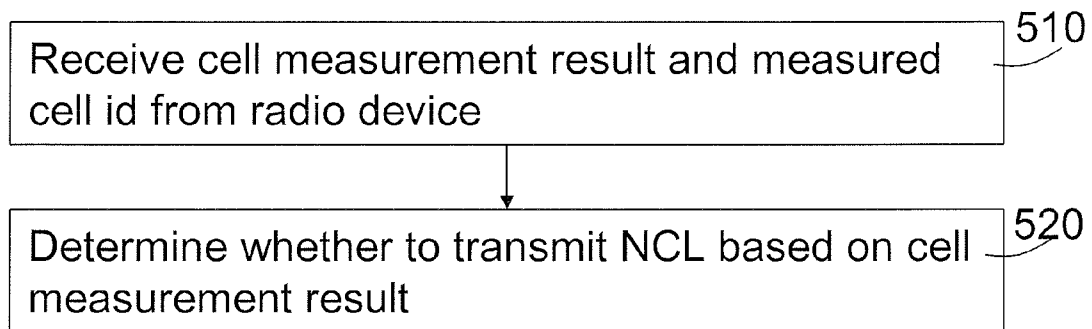 510
Receive cell measurement result and measured
cell id from radio device
520
Determine whether to transmit NCL based on cell
measurement result